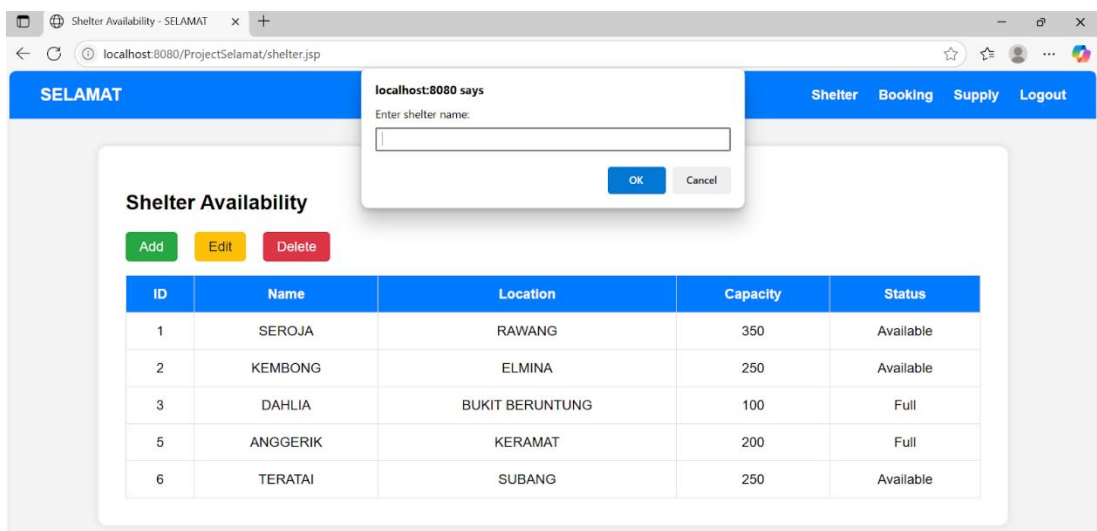 Shelter Availability - SELAMAT
localhost:8080/ProjectSelamat/shelter.jsp
SELAMAT
Shelter Booking Supply Logout
localhost:8080 says
Enter shelter name:
OK Cancel
Shelter Availability
Add Edit Delete
ID Name Location Capacity Status
1 SEROJA RAWANG 350 Available
2 KEMBONG ELMINA 250 Available
3 DAHLIA BUKIT BERUNTUNG 100 Full
5 ANGGERIK KERAMAT 200 Full
6 TERATAI SUBANG 250 Available